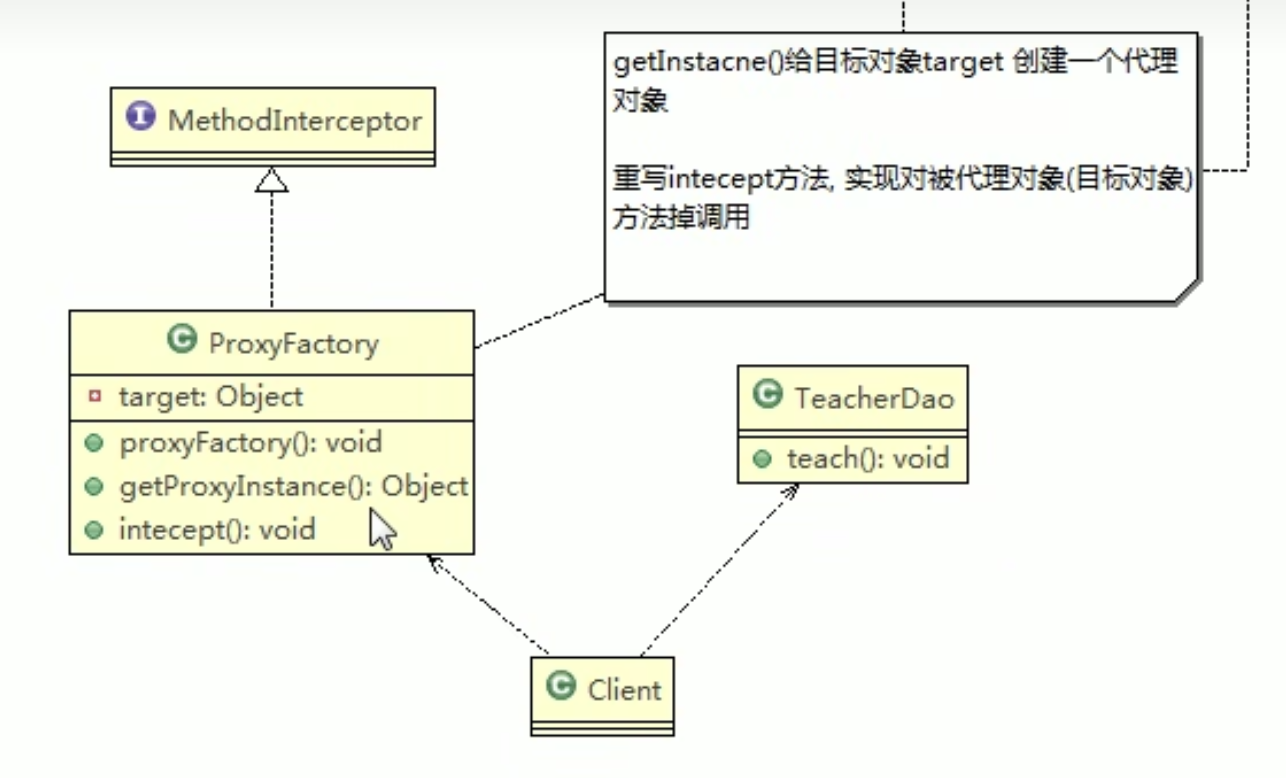 getInstacne()给目标对象target 创建一个代理
对象
重写intecept方法, 实现对被代理对象(目标对象)
方法掉调用
I MethodInterceptor
C ProxyFactory
target: Object
proxyFactory(): void
getProxyInstance(): Object
intecept(): void
C TeacherDao
teach(): void
C Client